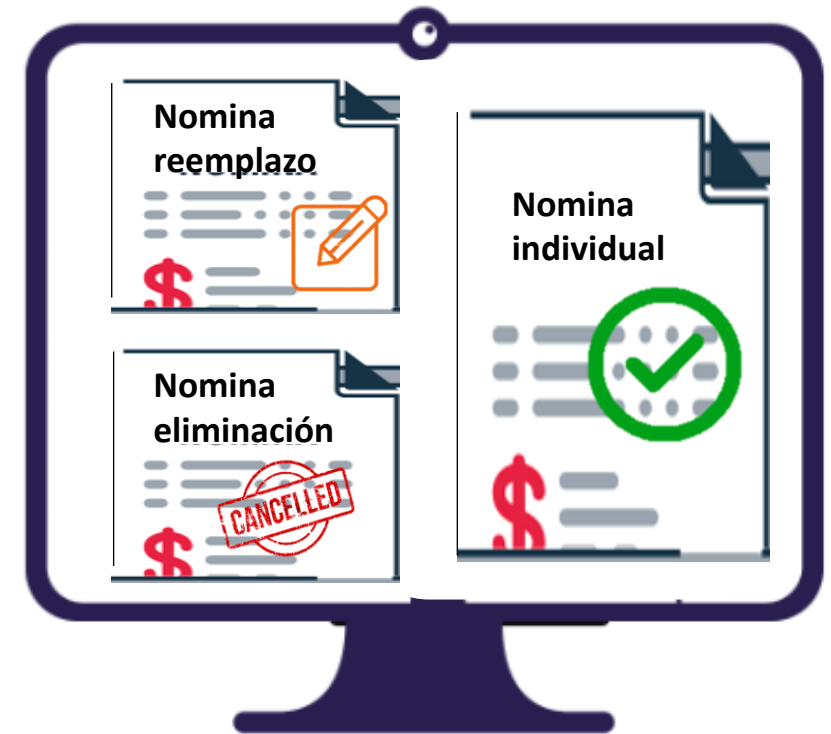 Nomina
reemplazo
$
Nomina
eliminación
CANCELLED
$
Nomina
individual
$